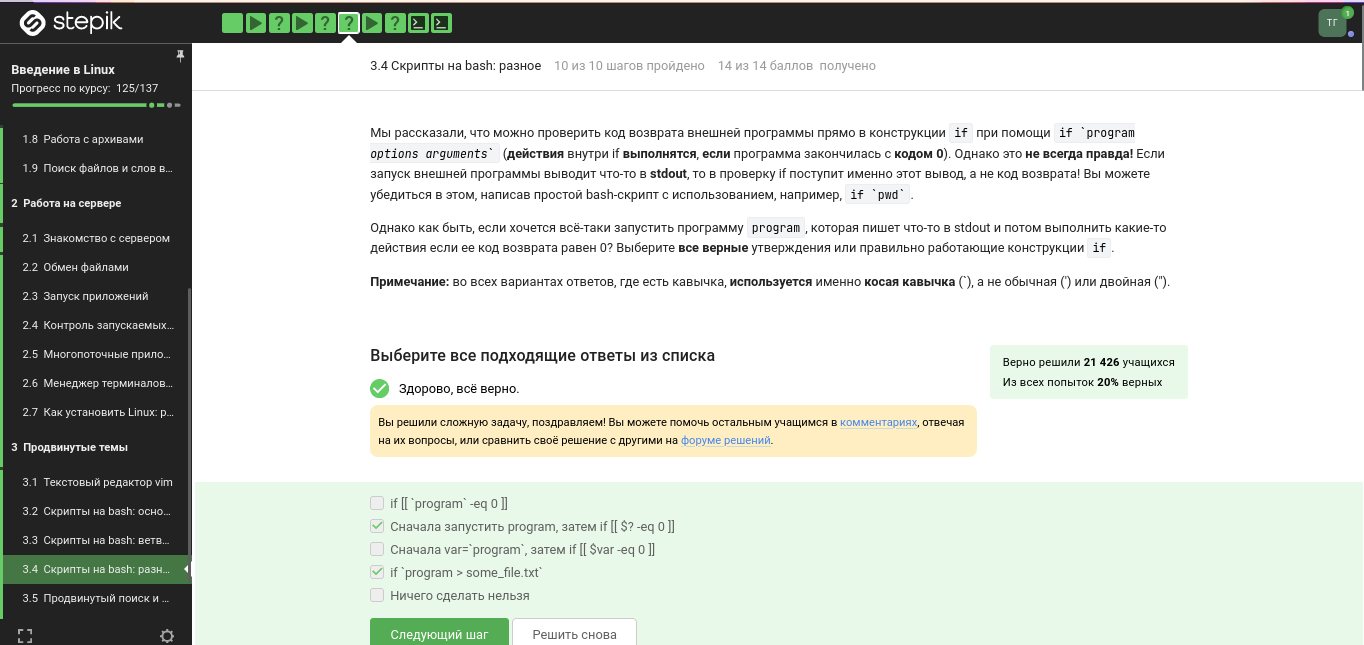 stepik
ТГ
1
Введение в Linux
Прогресс по курсу: 125/137
1.8 Работа с архивами
1.9 Поиск файлов и слов в...
2 Работа на сервере
2.1 Знакомство с сервером
2.2 Обмен файлами
2.3 Запуск приложений
2.4 Контроль запускаемых...
2.5 Многопоточные прило...
2.6 Менеджер терминалов...
2.7 Как установить Linux: р...
3 Продвинутые темы
3.1 Текстовый редактор vim
3.2 Скрипты на bash: осно...
3.3 Скрипты на bash: ветв...
3.4 Скрипты на bash: разн...
3.5 Продвинутый поиск и ...
3.4 Скрипты на bash: разное 10 из 10 шагов пройдено 14 из 14 баллов получено
Мы рассказали, что можно проверить код возврата внешней программы прямо в конструкции if при помощи if `program
options arguments` (действия внутри if выполнятся, если программа закончилась с кодом 0). Однако это не всегда правда! Если
запуск внешней программы выводит что-то в stdout, то в проверку if поступит именно этот вывод, а не код возврата! Вы можете
убедиться в этом, написав простой bash-скрипт с использованием, например, if `pwd`.
Однако как быть, если хочется всё-таки запустить программу program, которая пишет что-то в stdout и потом выполнить какие-то
действия если ее код возврата равен 0? Выберите все верные утверждения или правильно работающие конструкции if.
Примечание: во всех вариантах ответов, где есть кавычка, используется именно косая кавычка (`), а не обычная (') или двойная (").
Выберите все подходящие ответы из списка
Здорово, всё верно.
Вы решили сложную задачу, поздравляем! Вы можете помочь остальным учащимся в комментариях, отвечая
на их вопросы, или сравнить своё решение с другими на форуме решений.
Верно решили 21 426 учащихся
Из всех попыток 20% верных
if [[ `program` -eq 0 ]]
Сначала запустить program, затем if [[ $? -eq 0 ]]
Сначала var=`program`, затем if [[ $var -eq 0 ]]
if `program > some_file.txt`
Ничего сделать нельзя
Следующий шаг
Решить снова